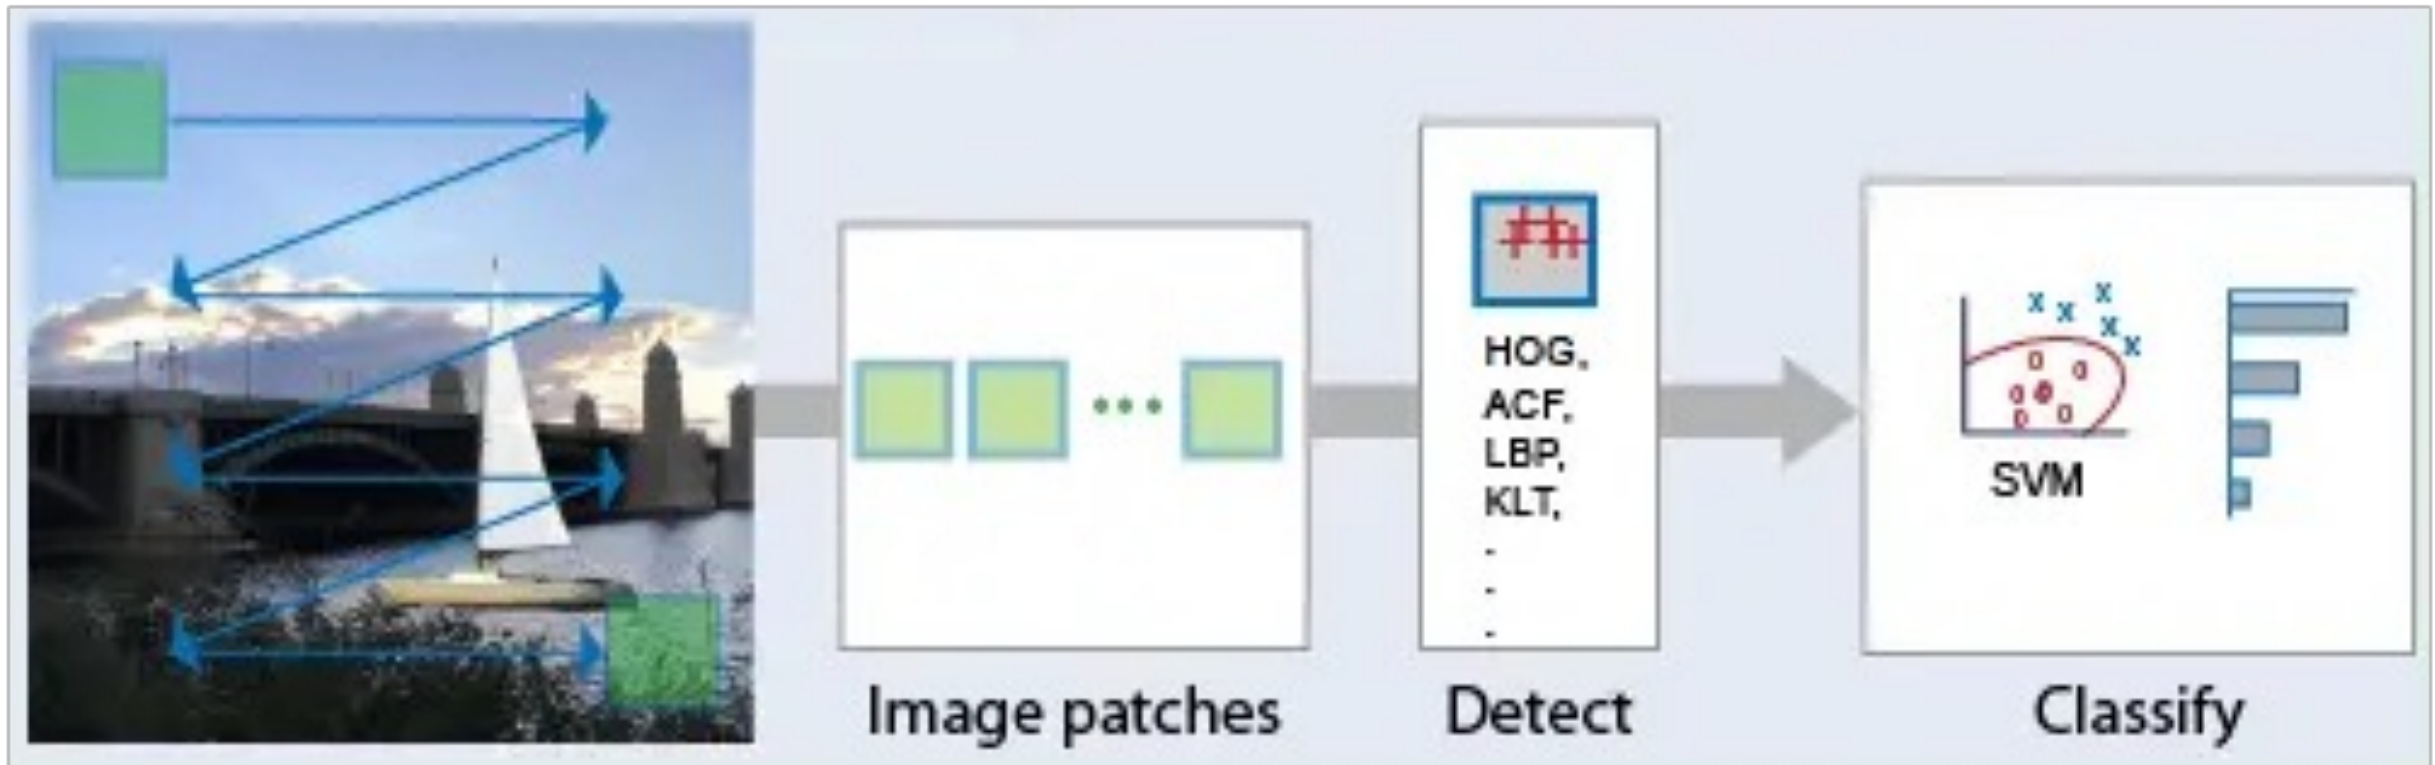 HOG,
ACF,
LBP,
KLT,
.
.
.
SVM
Image patches
Detect
Classify